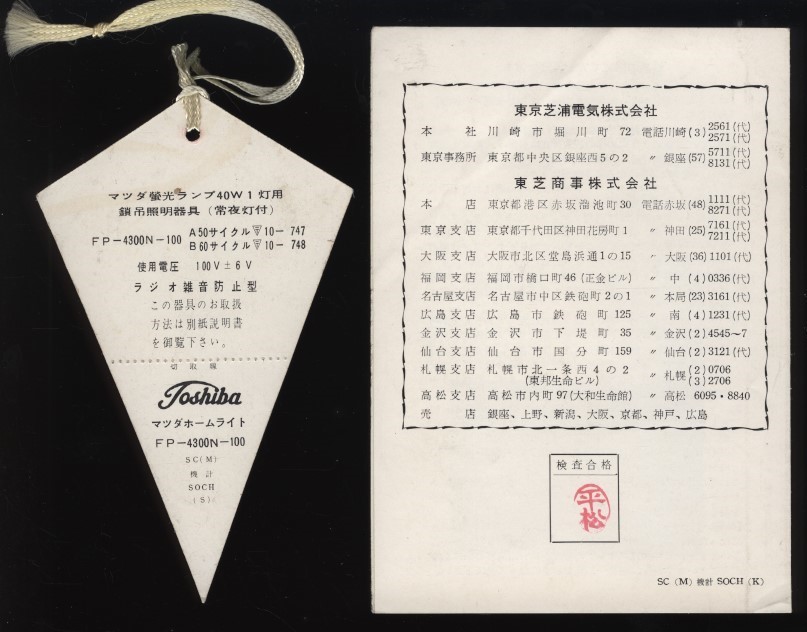 マツダ螢光ランプ40W1灯用
鎖吊照明器具(常夜灯付)
FP-4300N-100 A50サイクル 10-747
B60サイクル 10-748
使用電圧 100V±6V
ラジオ雑音防止型
この器具のお取扱
方法は別紙説明書
を御覧下さい。
切取線
Toshiba
マツダホームライト
FP-4300N-100
SC(M)
機計
SOCH
(S)
東京芝浦電気株式会社
本社 川崎市堀川町72 電話川崎(3)2561(代)
2571(代)
東京事務所 東京都中央区銀座西5の2 〃 銀座(57)5711(代)
8131(代)
東芝商事株式会社
本店 東京都港区赤坂溜池町30 電話赤坂(48)1111(代)
8271(代)
東京支店 東京都千代田区神田花房町1 〃 神田(25)7161(代)
7211(代)
大阪支店 大阪市北区堂島浜通1の15 〃 大阪(36)1101(代)
福岡支店 福岡市橋口町46(正金ビル) 〃 中(4)0336(代)
名古屋支店 名古屋市中区鉄砲町2の1 〃 本局(23)3161(代)
広島支店 広島市鉄砲町125 〃 南(4)1231(代)
金沢支店 金沢市下堤町35 〃 金沢(2)4545~7
仙台支店 仙台市国分町159 〃 仙台(2)3121(代)
札幌支店 札幌市北一条西4の2 〃 札幌(2)0706
(東邦生命ビル) (3)2706
高松支店 高松市内町97(大和生命館) 〃 高松 6095・8840
売店 銀座、上野、新潟、大阪、京都、神戸、広島
検査合格
平松
SC(M)機計 SOCH(K)